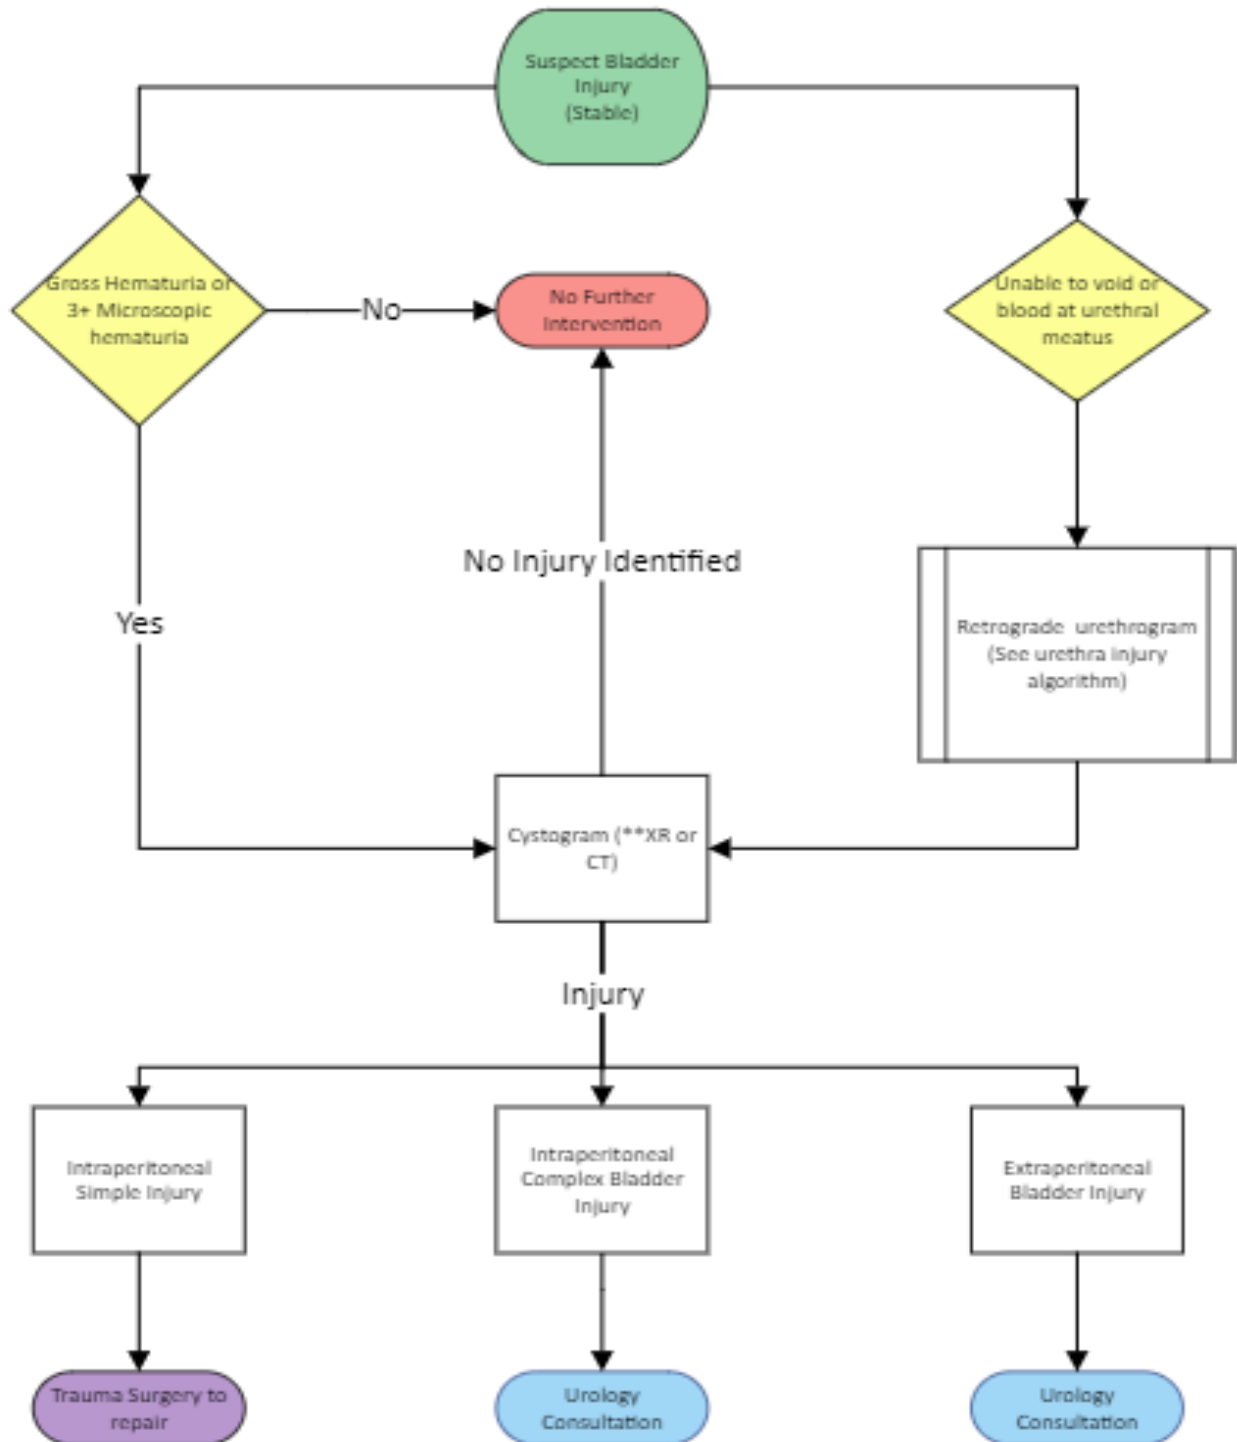 Suspect Bladder
Injury
(Stable)
Gross Hematuria or
3+ Microscopic
hematuria
No
No Further
Intervention
Unable to void or
blood at urethral
meatus
No Injury Identified
Yes
Retrograde urethrogram
(See urethra injury
algorithm)
Cystogram (**XR or
CT)
Injury
Intraperitoneal
Simple Injury
Intraperitoneal
Complex Bladder
Injury
Extraperitoneal
Bladder Injury
Trauma Surgery to
repair
Urology
Consultation
Urology
Consultation